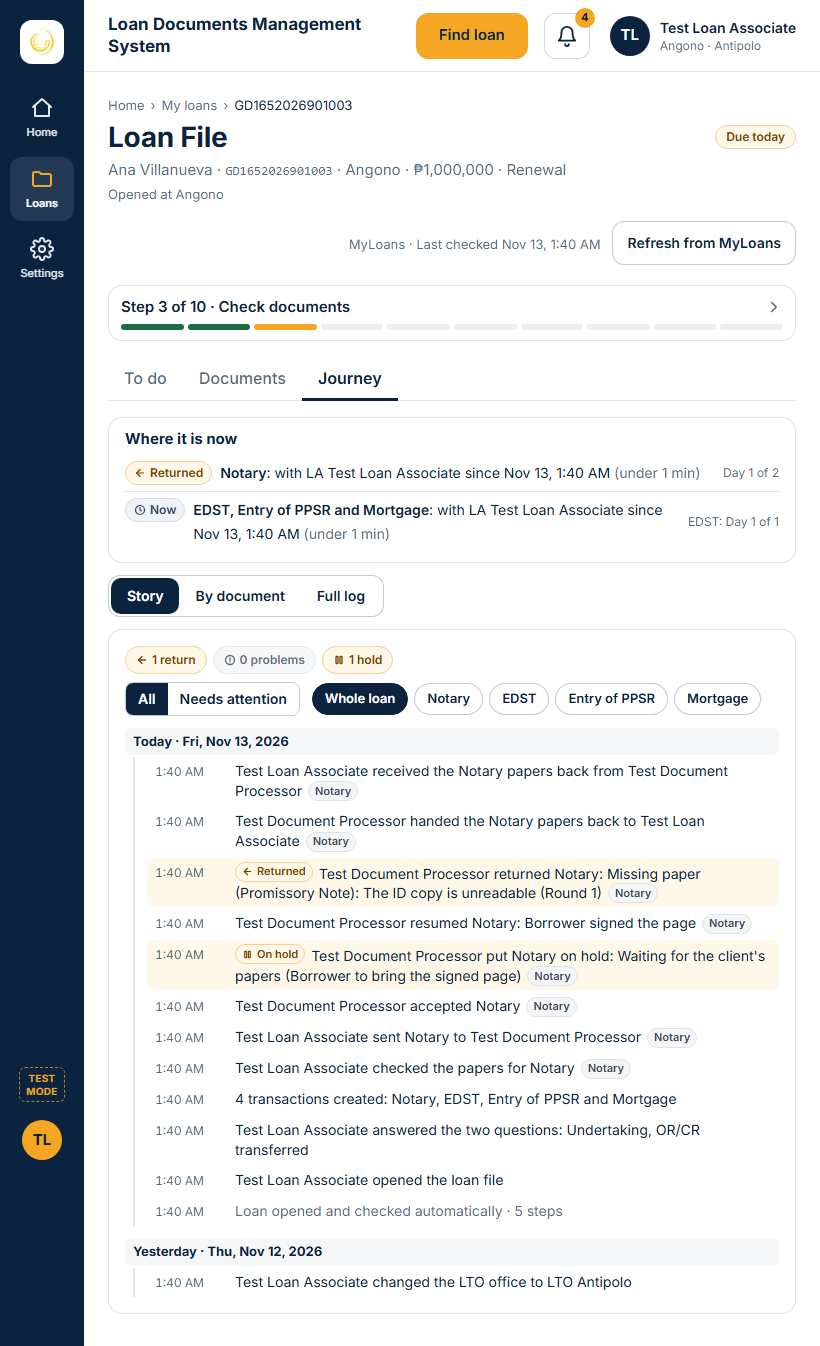 Loan Documents Management
System
Find loan
4
TL
Test Loan Associate
Angono · Antipolo
Home
Loans
Settings
TEST
MODE
TL
Home › My loans › GD1652026901003
Loan File
Due today
Ana Villanueva · GD1652026901003 · Angono · ₱1,000,000 · Renewal
Opened at Angono
MyLoans · Last checked Nov 13, 1:40 AM
Refresh from MyLoans
Step 3 of 10 · Check documents
To do
Documents
Journey
Where it is now
← Returned Notary: with LA Test Loan Associate since Nov 13, 1:40 AM (under 1 min) Day 1 of 2
Now EDST, Entry of PPSR and Mortgage: with LA Test Loan Associate since
Nov 13, 1:40 AM (under 1 min)
EDST: Day 1 of 1
Story
By document
Full log
← 1 return
0 problems
1 hold
All
Needs attention
Whole loan
Notary
EDST
Entry of PPSR
Mortgage
Today · Fri, Nov 13, 2026
1:40 AM Test Loan Associate received the Notary papers back from Test Document
Processor Notary
1:40 AM Test Document Processor handed the Notary papers back to Test Loan
Associate Notary
1:40 AM ← Returned Test Document Processor returned Notary: Missing paper
(Promissory Note): The ID copy is unreadable (Round 1) Notary
1:40 AM Test Document Processor resumed Notary: Borrower signed the page Notary
1:40 AM On hold Test Document Processor put Notary on hold: Waiting for the client's
papers (Borrower to bring the signed page) Notary
1:40 AM Test Document Processor accepted Notary Notary
1:40 AM Test Loan Associate sent Notary to Test Document Processor Notary
1:40 AM Test Loan Associate checked the papers for Notary Notary
1:40 AM 4 transactions created: Notary, EDST, Entry of PPSR and Mortgage
1:40 AM Test Loan Associate answered the two questions: Undertaking, OR/CR
transferred
1:40 AM Test Loan Associate opened the loan file
1:40 AM Loan opened and checked automatically · 5 steps
Yesterday · Thu, Nov 12, 2026
1:40 AM Test Loan Associate changed the LTO office to LTO Antipolo